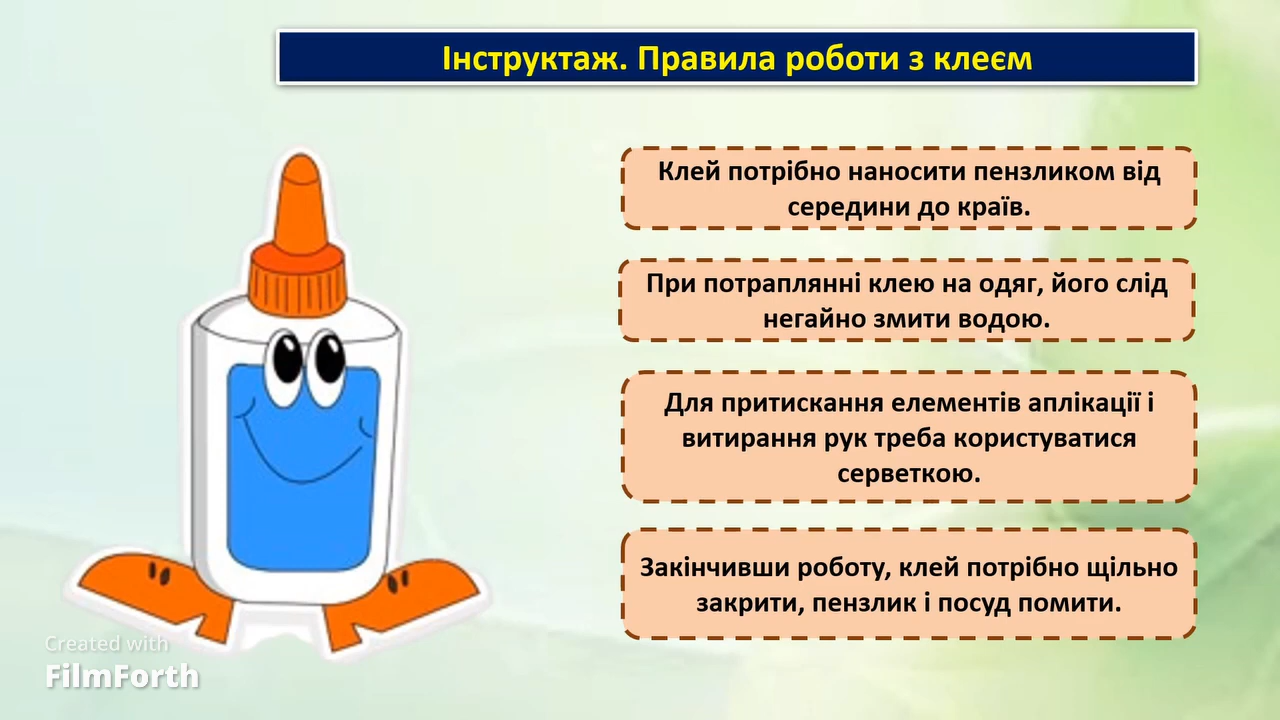 Інструктаж. Правила роботи з клеєм
Клей потрібно наносити пензликом від
середини до країв.
При потраплянні клею на одяг, його слід
негайно змити водою.
Для притискання елементів аплікації і
витирання рук треба користуватися
серветкою.
Закінчивши роботу, клей потрібно щільно
закрити, пензлик і посуд помити.
Created with
FilmForth